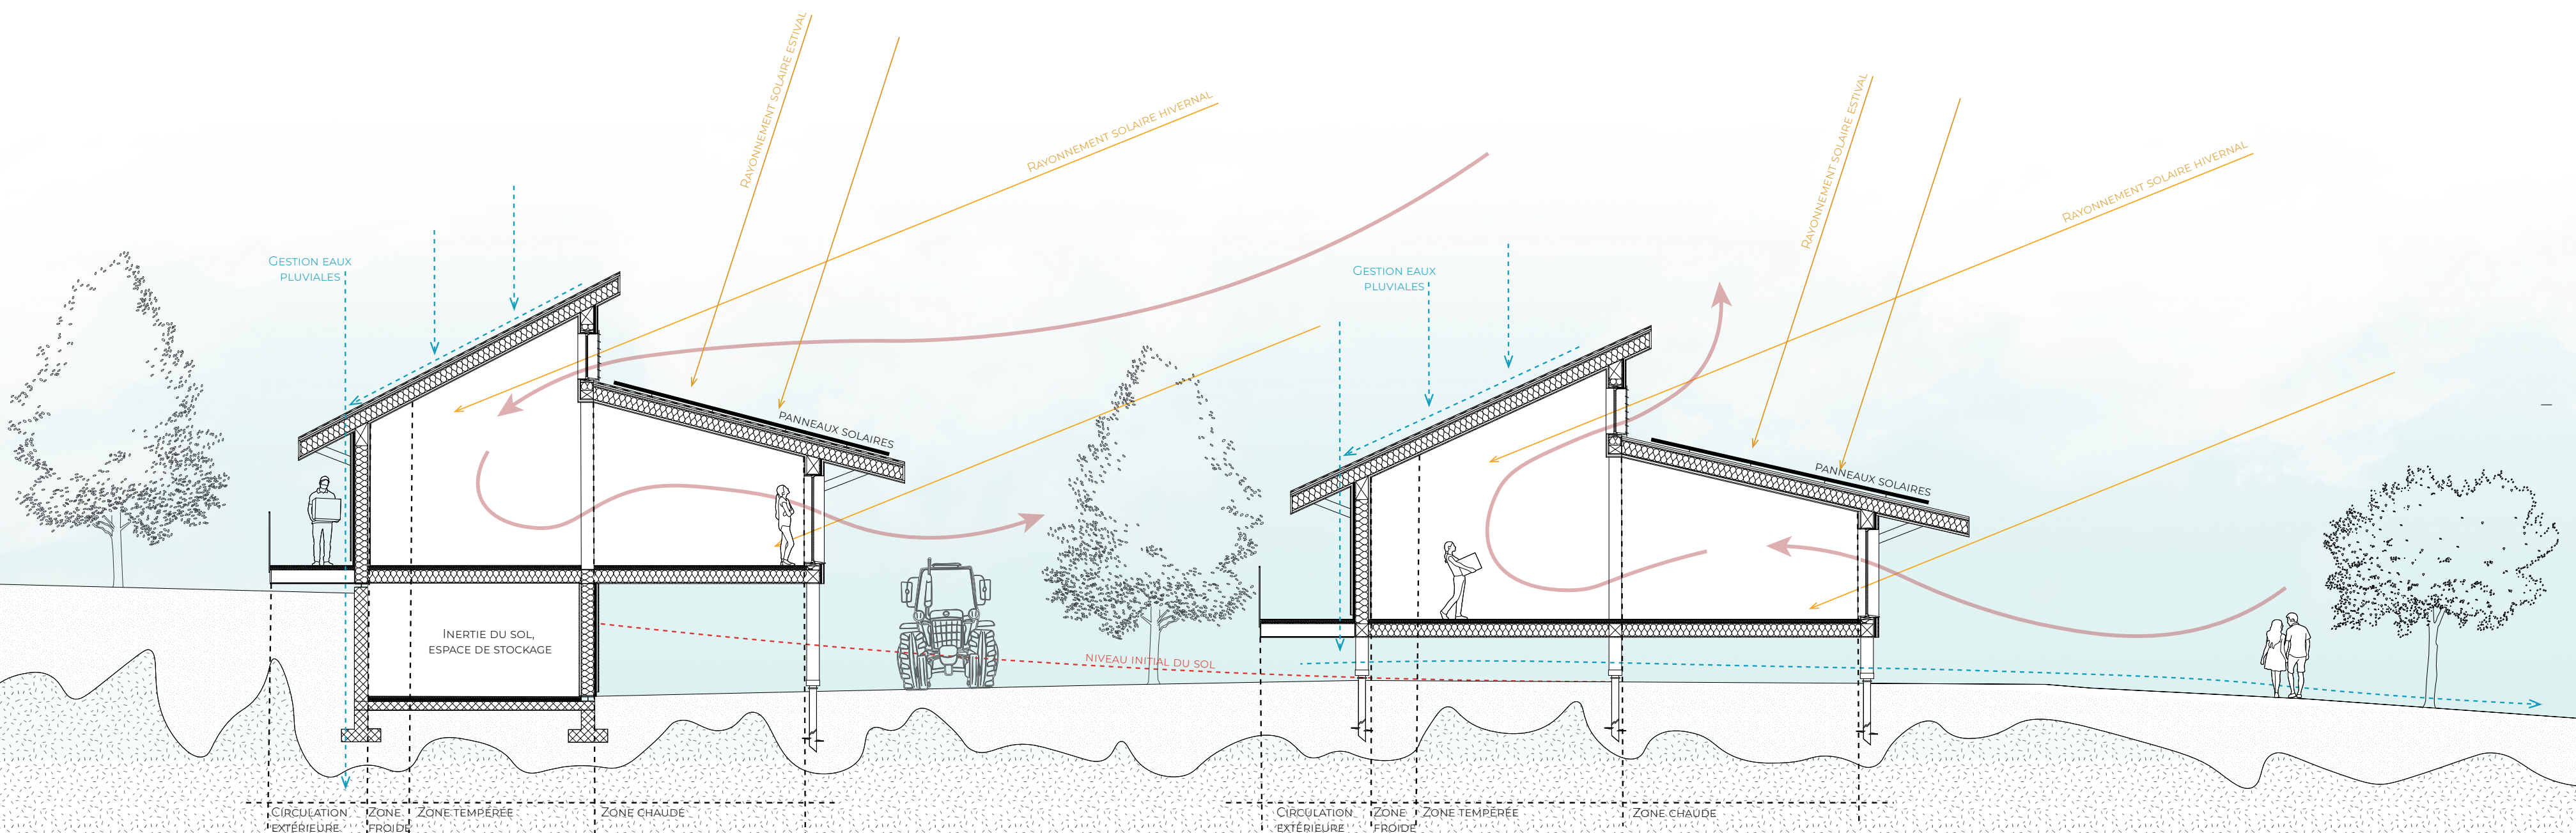 Rayonnement solaire estival
Rayonnement solaire hivernal
Rayonnement solaire estival
Rayonnement solaire hivernal
Gestion eaux
pluviales
Gestion eaux
pluviales
panneaux solaires
panneaux solaires
Inertie du sol,
espace de stockage
niveau initial du sol
Circulation
extérieure
Zone
froide
Zone tempérée
Zone chaude
Circulation
extérieure
Zone
froide
Zone tempérée
Zone chaude